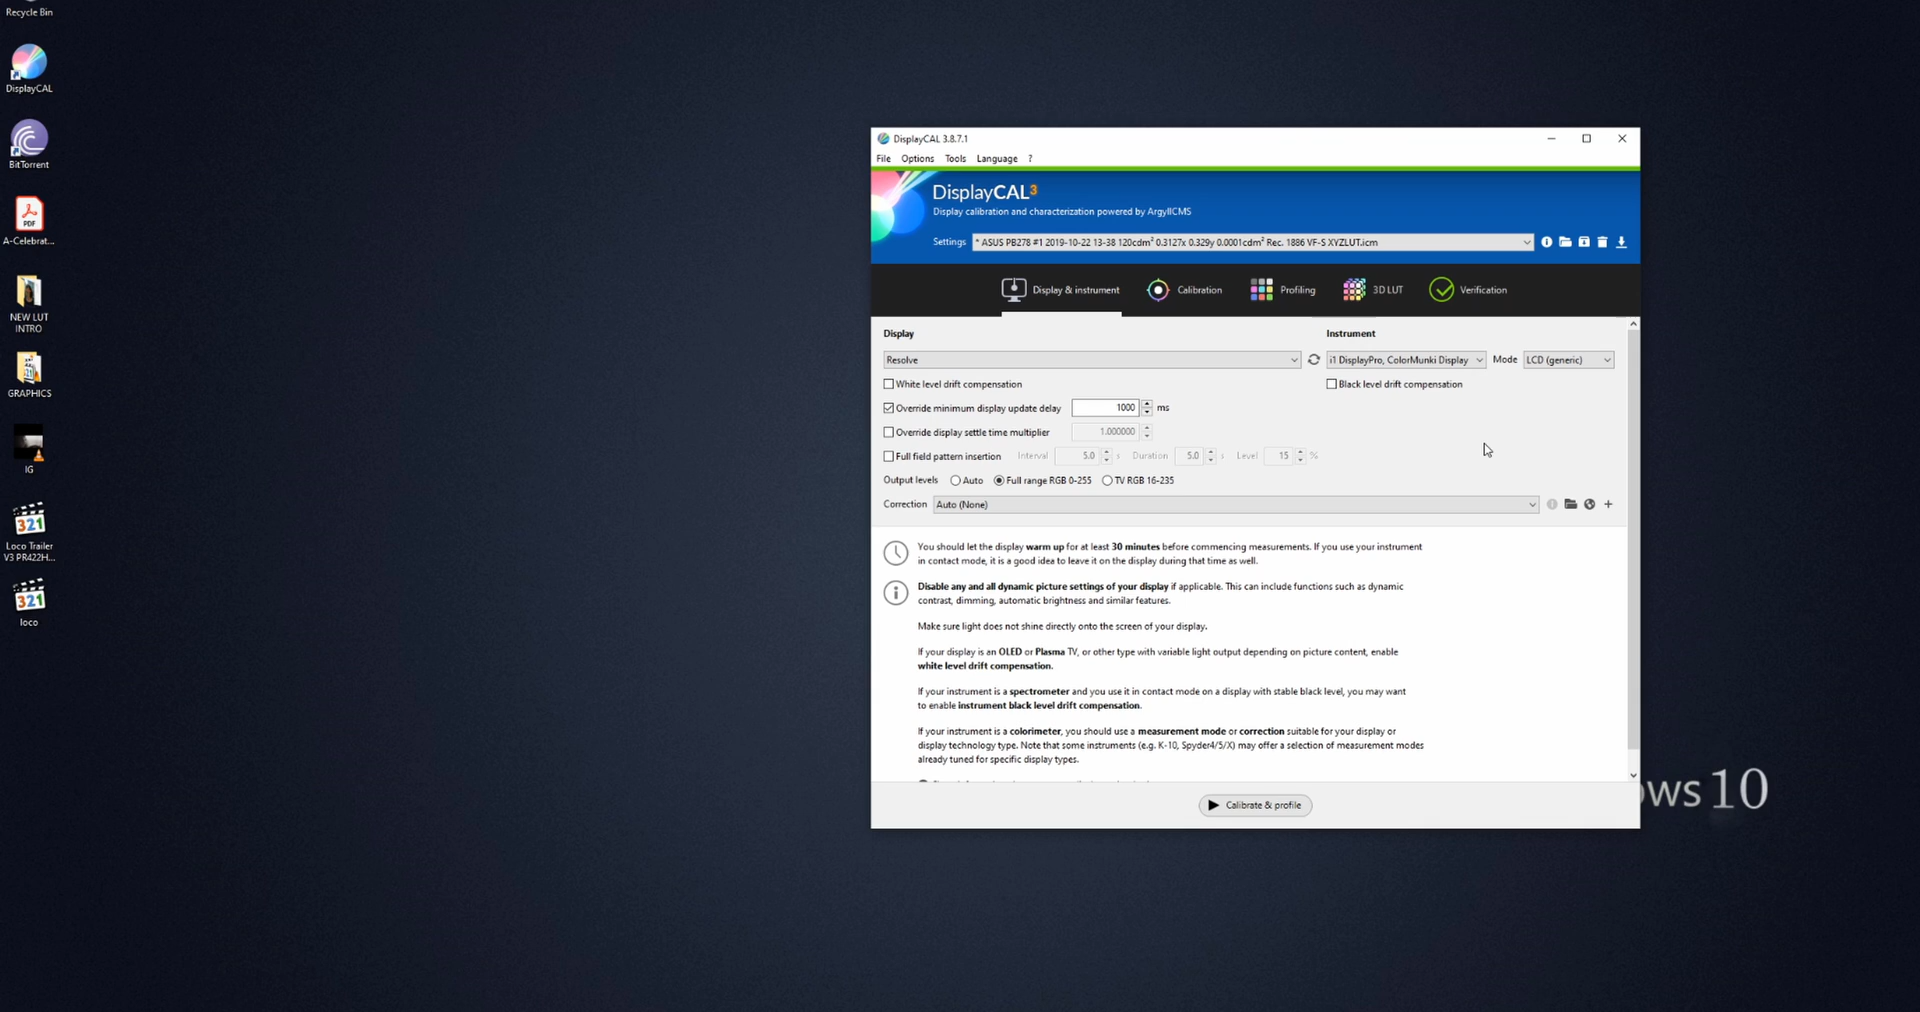 Recycle Bin
DisplayCAL
BitTorrent
A-Celebrat...
NEW LUT
INTRO
GRAPHICS
IG
Loco Trailer
V3 PR422H...
loco
DisplayCAL 3.8.7.1
File Options Tools Language ?
DisplayCAL3
Display calibration and characterization powered by ArgyllCMS
Settings * ASUS PB278 #1 2019-10-22 13-38 120cdm² 0.3127x 0.329y 0.0001cdm² Rec. 1886 VF-S XYZLUT.icm
Display & instrument Calibration Profiling 3D LUT Verification
Display Instrument
Resolve i1 DisplayPro, ColorMunki Display Mode LCD (generic)
White level drift compensation Black level drift compensation
Override minimum display update delay 1000 ms
Override display settle time multiplier 1.000000
Full field pattern insertion Interval 5.0 s Duration 5.0 s Level 15 %
Output levels Auto Full range RGB 0-255 TV RGB 16-235
Correction Auto (None)
You should let the display warm up for at least 30 minutes before commencing measurements. If you use your instrument
in contact mode, it is a good idea to leave it on the display during that time as well.
Disable any and all dynamic picture settings of your display if applicable. This can include functions such as dynamic
contrast, dimming, automatic brightness and similar features.
Make sure light does not shine directly onto the screen of your display.
If your display is an OLED or Plasma TV, or other type with variable light output depending on picture content, enable
white level drift compensation.
If your instrument is a spectrometer and you use it in contact mode on a display with stable black level, you may want
to enable instrument black level drift compensation.
If your instrument is a colorimeter, you should use a measurement mode or correction suitable for your display or
display technology type. Note that some instruments (e.g. K-10, Spyder4/5/X) may offer a selection of measurement modes
already tuned for specific display types.
Calibrate & profile
ows 10